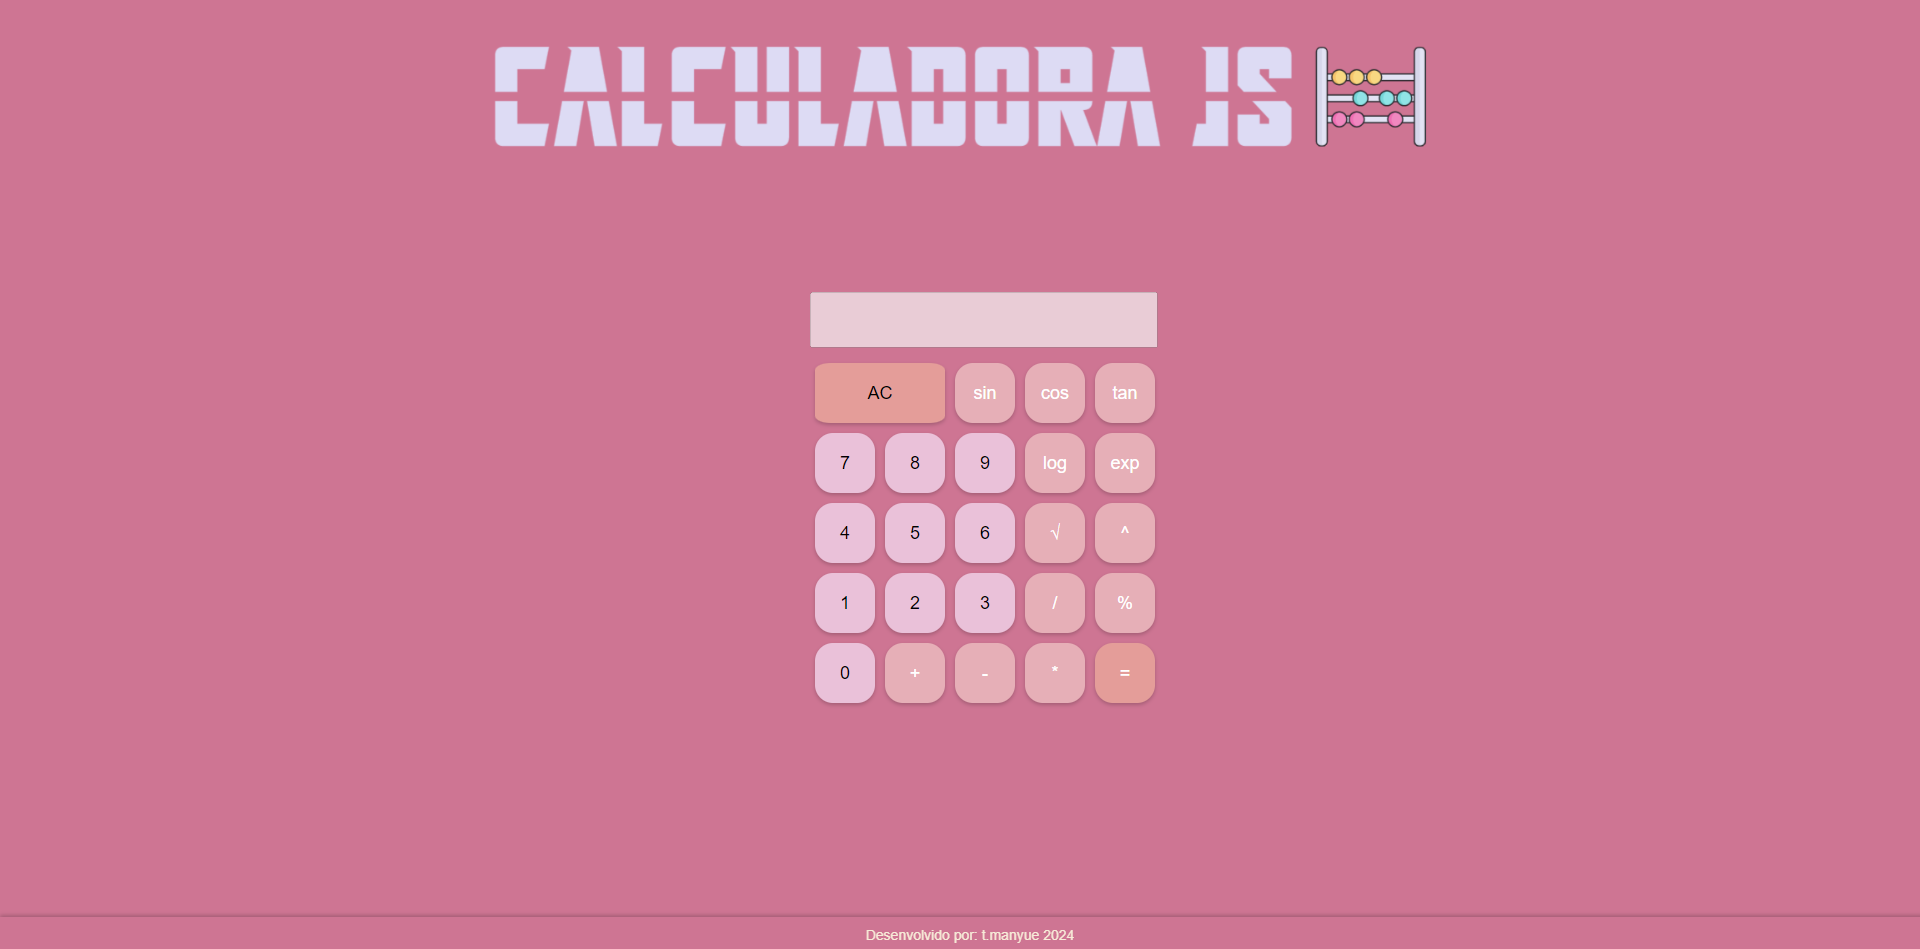 CALCULADORA JS
AC sin cos tan
7 8 9 log exp
4 5 6 √ ^
1 2 3 / %
0 + - * =
Desenvolvido por: t.manyue 2024